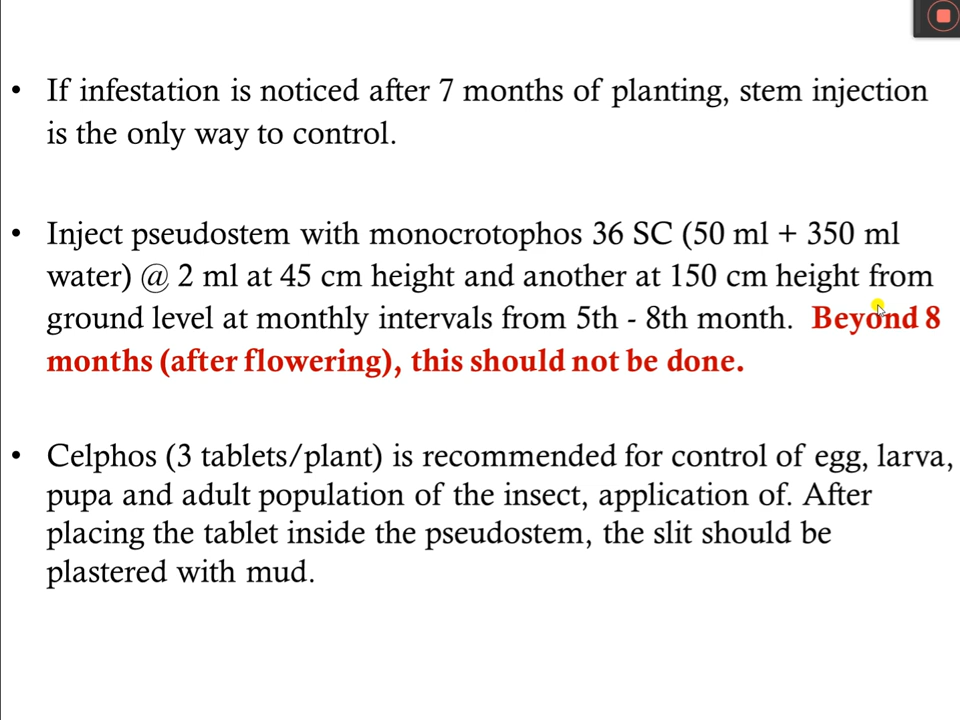 • If infestation is noticed after 7 months of planting, stem injection
is the only way to control.
• Inject pseudostem with monocrotophos 36 SC (50 ml + 350 ml
water) @ 2 ml at 45 cm height and another at 150 cm height from
ground level at monthly intervals from 5th - 8th month. Beyond 8
months (after flowering), this should not be done.
• Celphos (3 tablets/plant) is recommended for control of egg, larva,
pupa and adult population of the insect, application of. After
placing the tablet inside the pseudostem, the slit should be
plastered with mud.